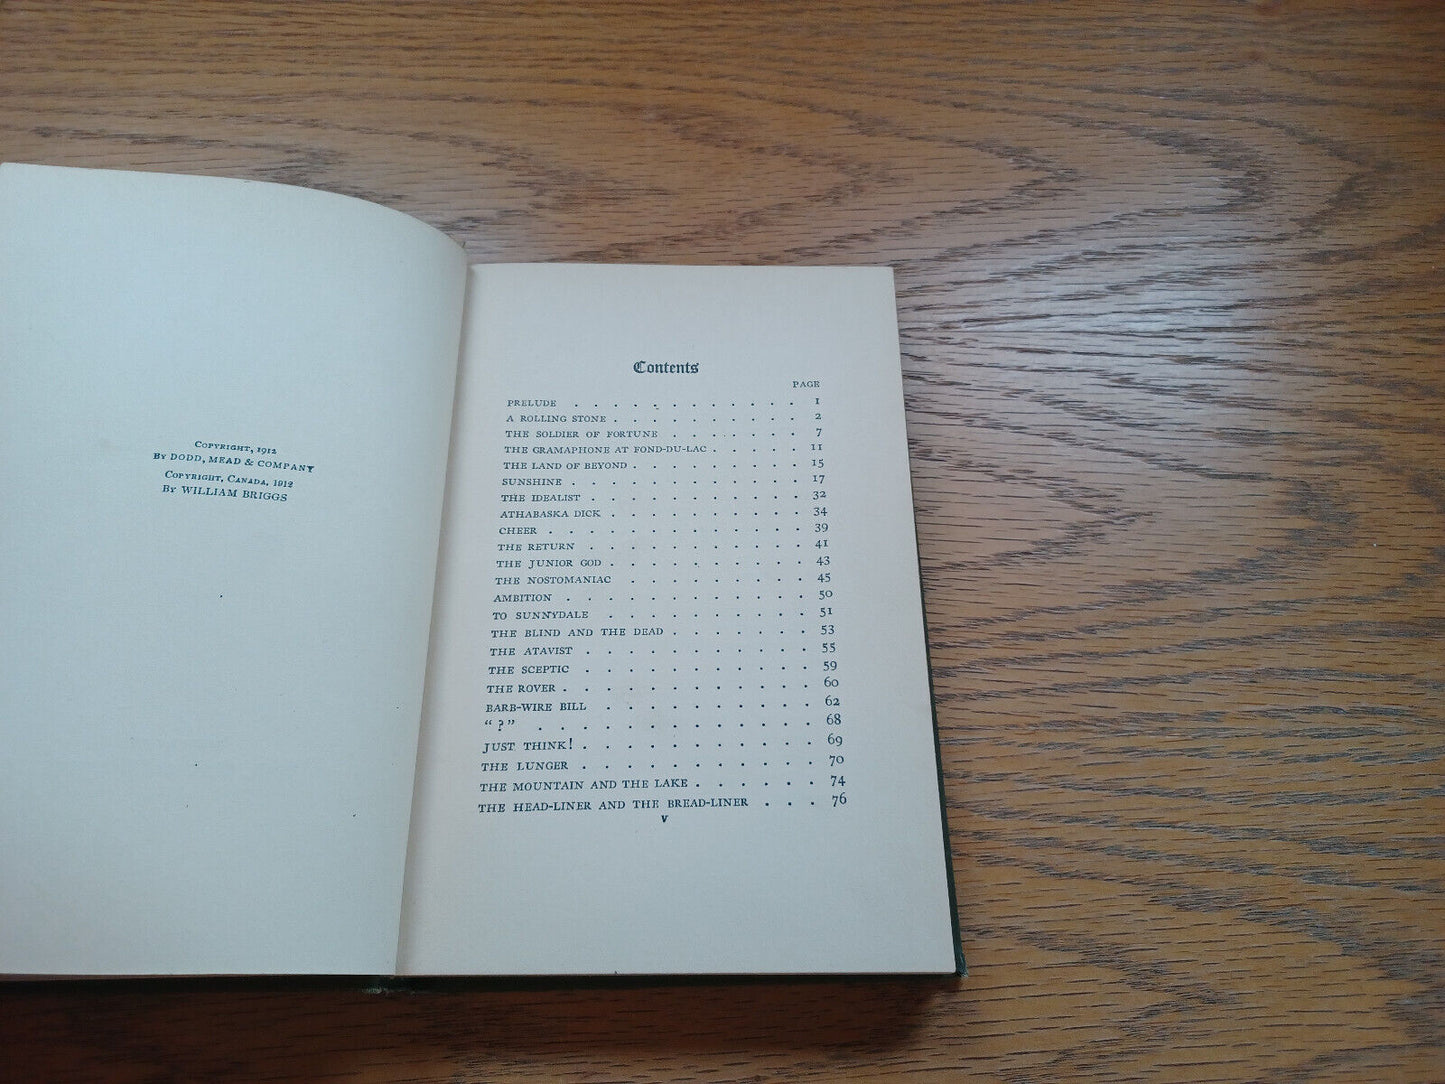 Copyright, 1912
By DODD, MEAD & COMPANY
Copyright, Canada, 1912
By WILLIAM BRIGGS
Contents
PAGE
PRELUDE . . . . . . . . . . . . 1
A ROLLING STONE . . . . . . . . . . 2
THE SOLDIER OF FORTUNE . . . . . . . 7
THE GRAMAPHONE AT FOND-DU-LAC . . . . . 11
THE LAND OF BEYOND . . . . . . . . . 15
SUNSHINE . . . . . . . . . . . . 17
THE IDEALIST . . . . . . . . . . . 32
ATHABASKA DICK . . . . . . . . . . 34
CHEER . . . . . . . . . . . . . 39
THE RETURN . . . . . . . . . . . 41
THE JUNIOR GOD . . . . . . . . . . 43
THE NOSTOMANIAC . . . . . . . . . 45
AMBITION . . . . . . . . . . . . 50
TO SUNNYDALE . . . . . . . . . . 51
THE BLIND AND THE DEAD . . . . . . . 53
THE ATAVIST . . . . . . . . . . . 55
THE SCEPTIC . . . . . . . . . . . 59
THE ROVER . . . . . . . . . . . . 60
BARB-WIRE BILL . . . . . . . . . . 62
“?” . . . . . . . . . . . . . 68
JUST THINK! . . . . . . . . . . . 69
THE LUNGER . . . . . . . . . . . 70
THE MOUNTAIN AND THE LAKE . . . . . . 74
THE HEAD-LINER AND THE BREAD-LINER . . . 76
v